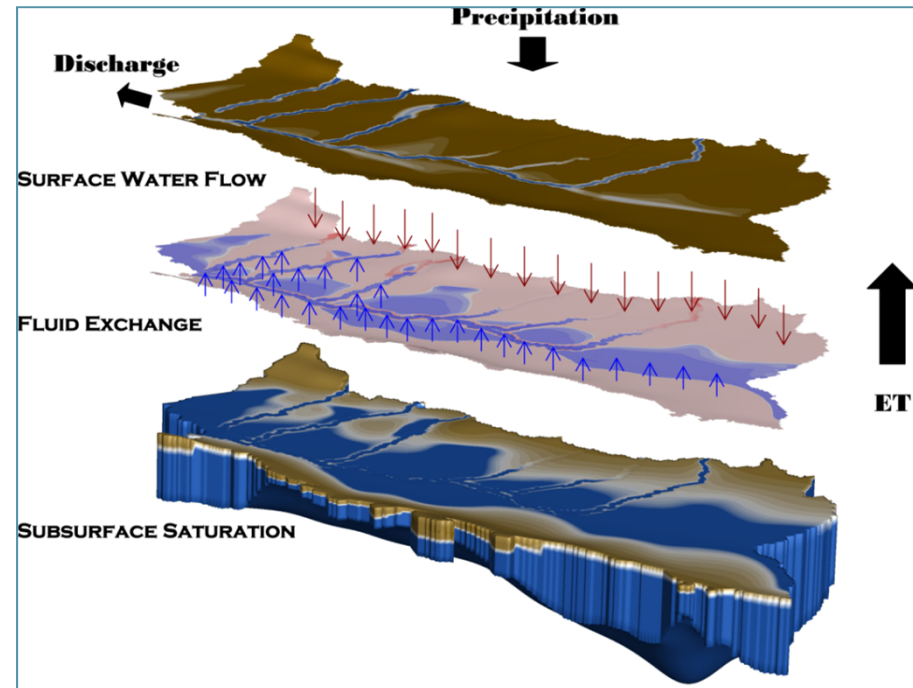 Precipitation
Discharge
SURFACE WATER FLOW
FLUID EXCHANGE
ET
SUBSURFACE SATURATION